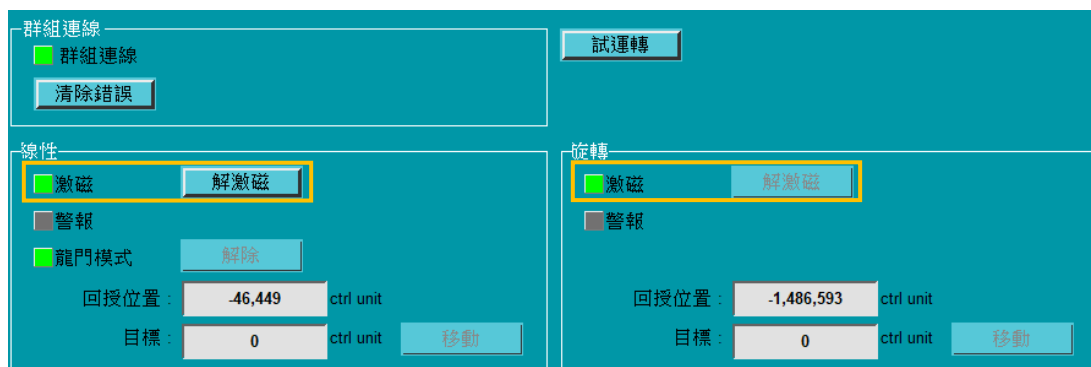 群組連線
群組連線
試運轉
清除錯誤
線性
激磁 解激磁
警報
龍門模式 解除
回授位置: -46,449 ctrl unit
目標: 0 ctrl unit 移動
旋轉
激磁 解激磁
警報
回授位置: -1,486,593 ctrl unit
目標: 0 ctrl unit 移動